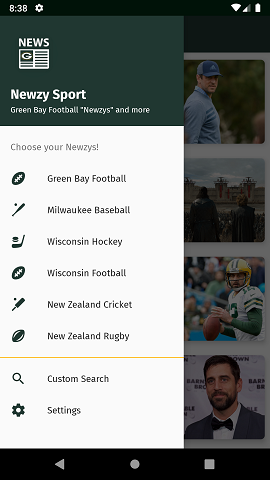 8:38
NEWS
G
Newzy Sport
Green Bay Football "Newzys" and more
Choose your Newzys!
Green Bay Football
Milwaukee Baseball
Wisconsin Hockey
Wisconsin Football
New Zealand Cricket
New Zealand Rugby
Custom Search
Settings